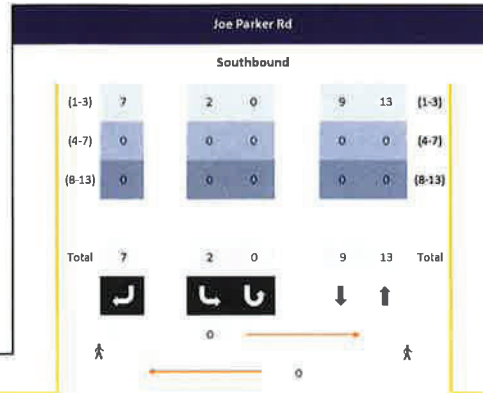 Joe Parker Rd
Southbound
(1-3) 7 2 0 9 13 (1-3)
(4-7) 0 0 0 0 0 (4-7)
(8-13) 0 0 0 0 0 (8-13)
Total 7 2 0 9 13 Total
0
0